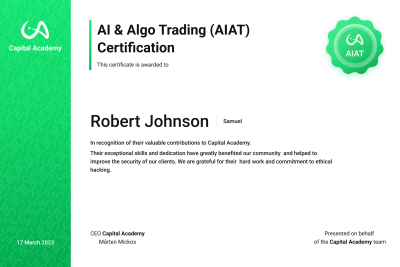 Capital Academy
AI & Algo Trading (AIAT)
Certification
This certificate is awarded to
AIAT
Robert Johnson
Samuel
In recognition of their valuable contributions to Capital Academy.
Their exceptional skills and dedication have greatly benefited our community and helped to
improve the security of our clients. We are grateful for their hard work and commitment to ethical
hacking.
17 March 2023
CEO Capital Academy
Mårten Mickos
Presented on behalf
of the Capital Academy team